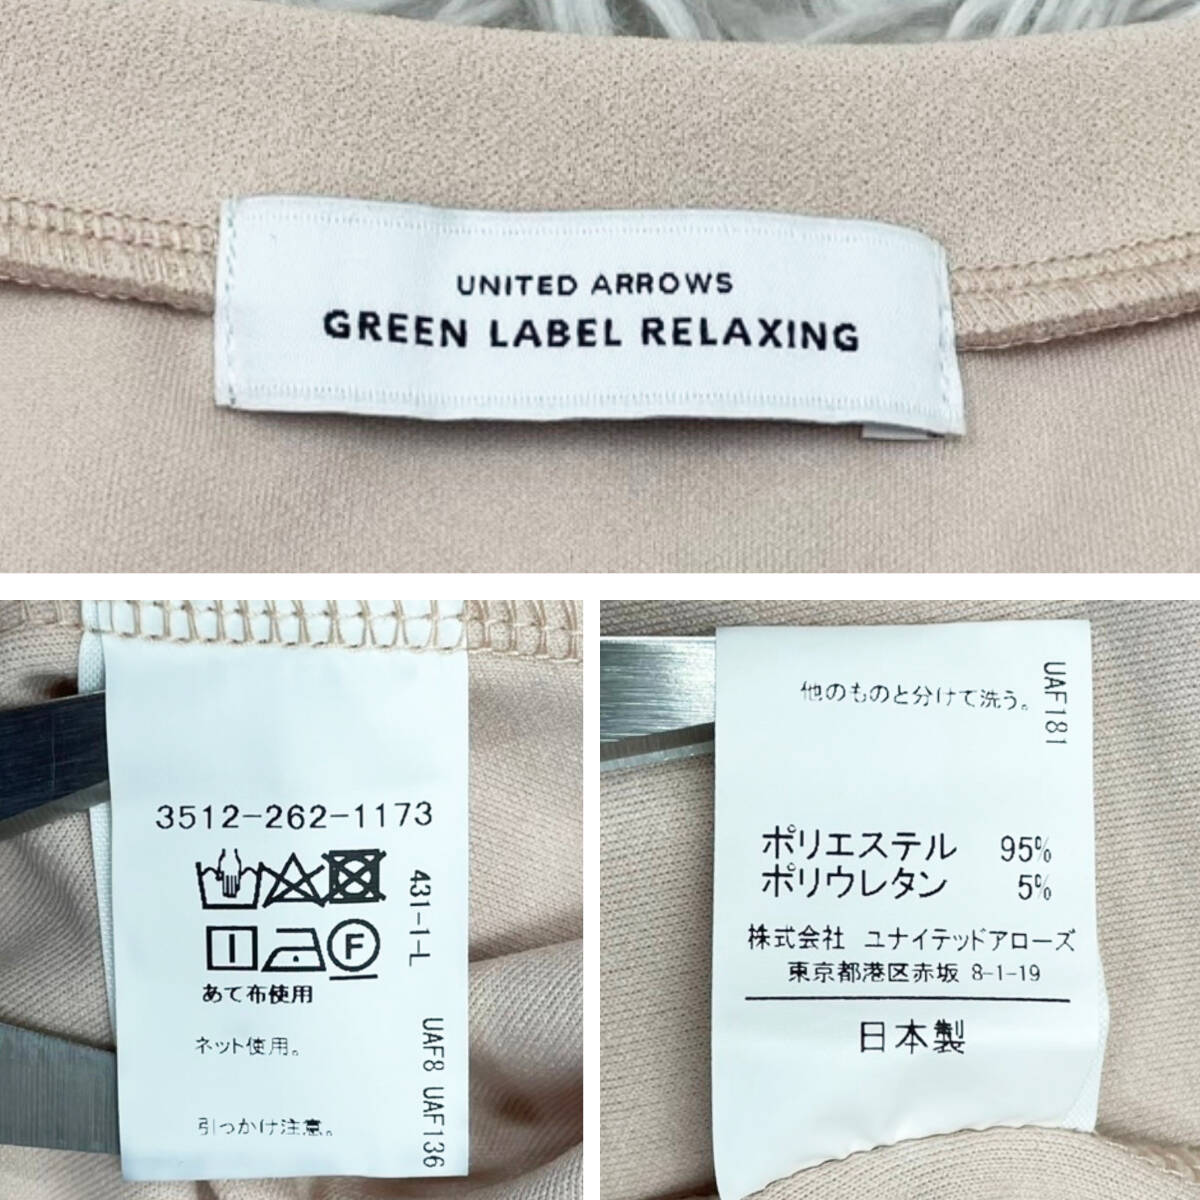 UNITED ARROWS
GREEN LABEL RELAXING
3512-262-1173
431-1-L
F
あて布使用
ネット使用。
引っかけ注意。
UAF8 UAF136
他のものと分けて洗う。
UAF181
ポリエステル 95%
ポリウレタン 5%
株式会社 ユナイテッドアローズ
東京都港区赤坂 8-1-19
日本製